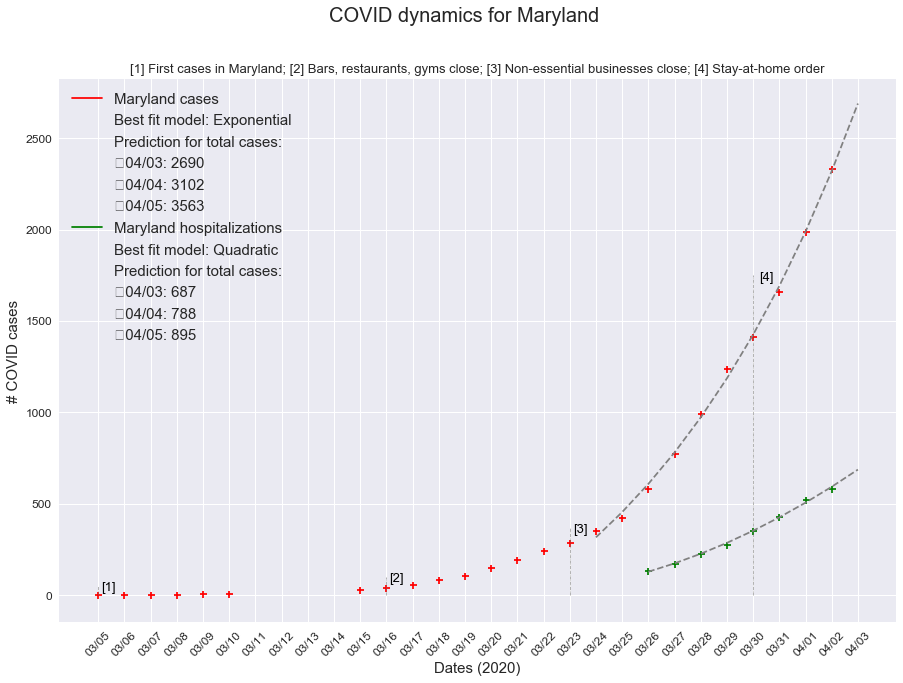 COVID dynamics for Maryland
[1] First cases in Maryland; [2] Bars, restaurants, gyms close; [3] Non-essential businesses close; [4] Stay-at-home order
Maryland cases
Best fit model: Exponential
Prediction for total cases:
04/03: 2690
04/04: 3102
04/05: 3563
Maryland hospitalizations
Best fit model: Quadratic
Prediction for total cases:
04/03: 687
04/04: 788
04/05: 895
# COVID cases
2500
2000
1500
1000
500
0
[1]
[2]
[3]
[4]
03/05 03/06 03/07 03/08 03/09 03/10 03/11 03/12 03/13 03/14 03/15 03/16 03/17 03/18 03/19 03/20 03/21 03/22 03/23 03/24 03/25 03/26 03/27 03/28 03/29 03/30 03/31 04/01 04/02 04/03
Dates (2020)